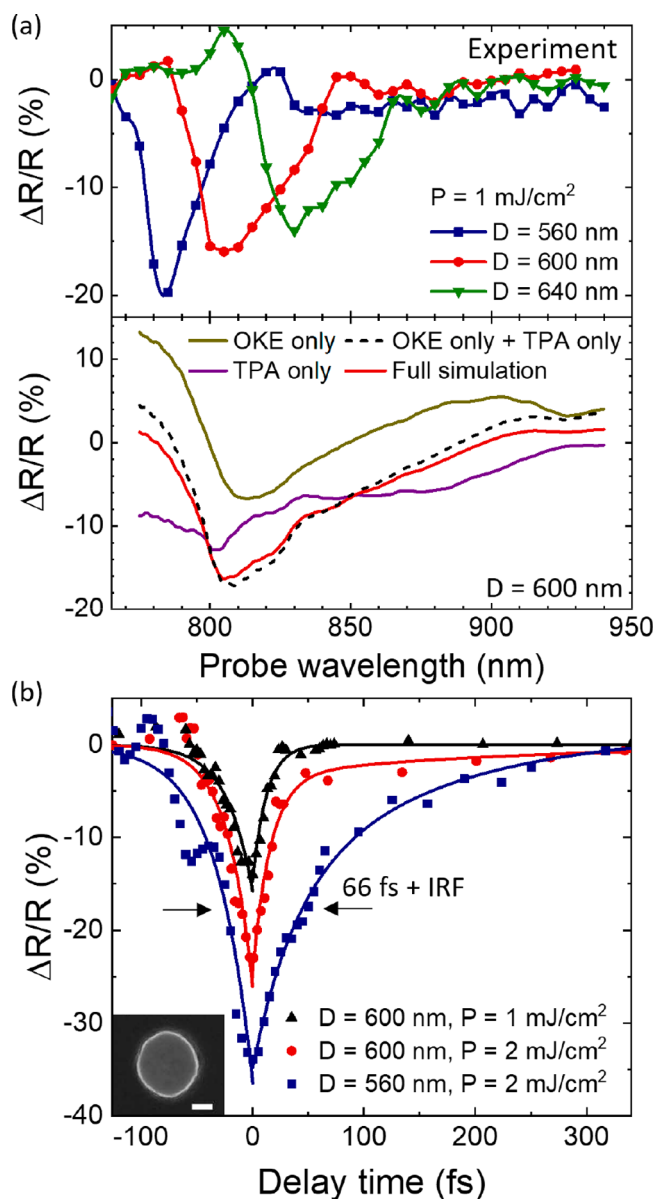 (a)
5
0
-10
-20
ΔR/R (%)
Experiment
P = 1 mJ/cm²
D = 560 nm
D = 600 nm
D = 640 nm
10
0
-10
-20
ΔR/R (%)
OKE only
OKE only + TPA only
TPA only
Full simulation
D = 600 nm
800
850
900
950
Probe wavelength (nm)
(b)
0
-10
-20
-30
-40
ΔR/R (%)
66 fs + IRF
D = 600 nm, P = 1 mJ/cm²
D = 600 nm, P = 2 mJ/cm²
D = 560 nm, P = 2 mJ/cm²
-100
0
100
200
300
Delay time (fs)